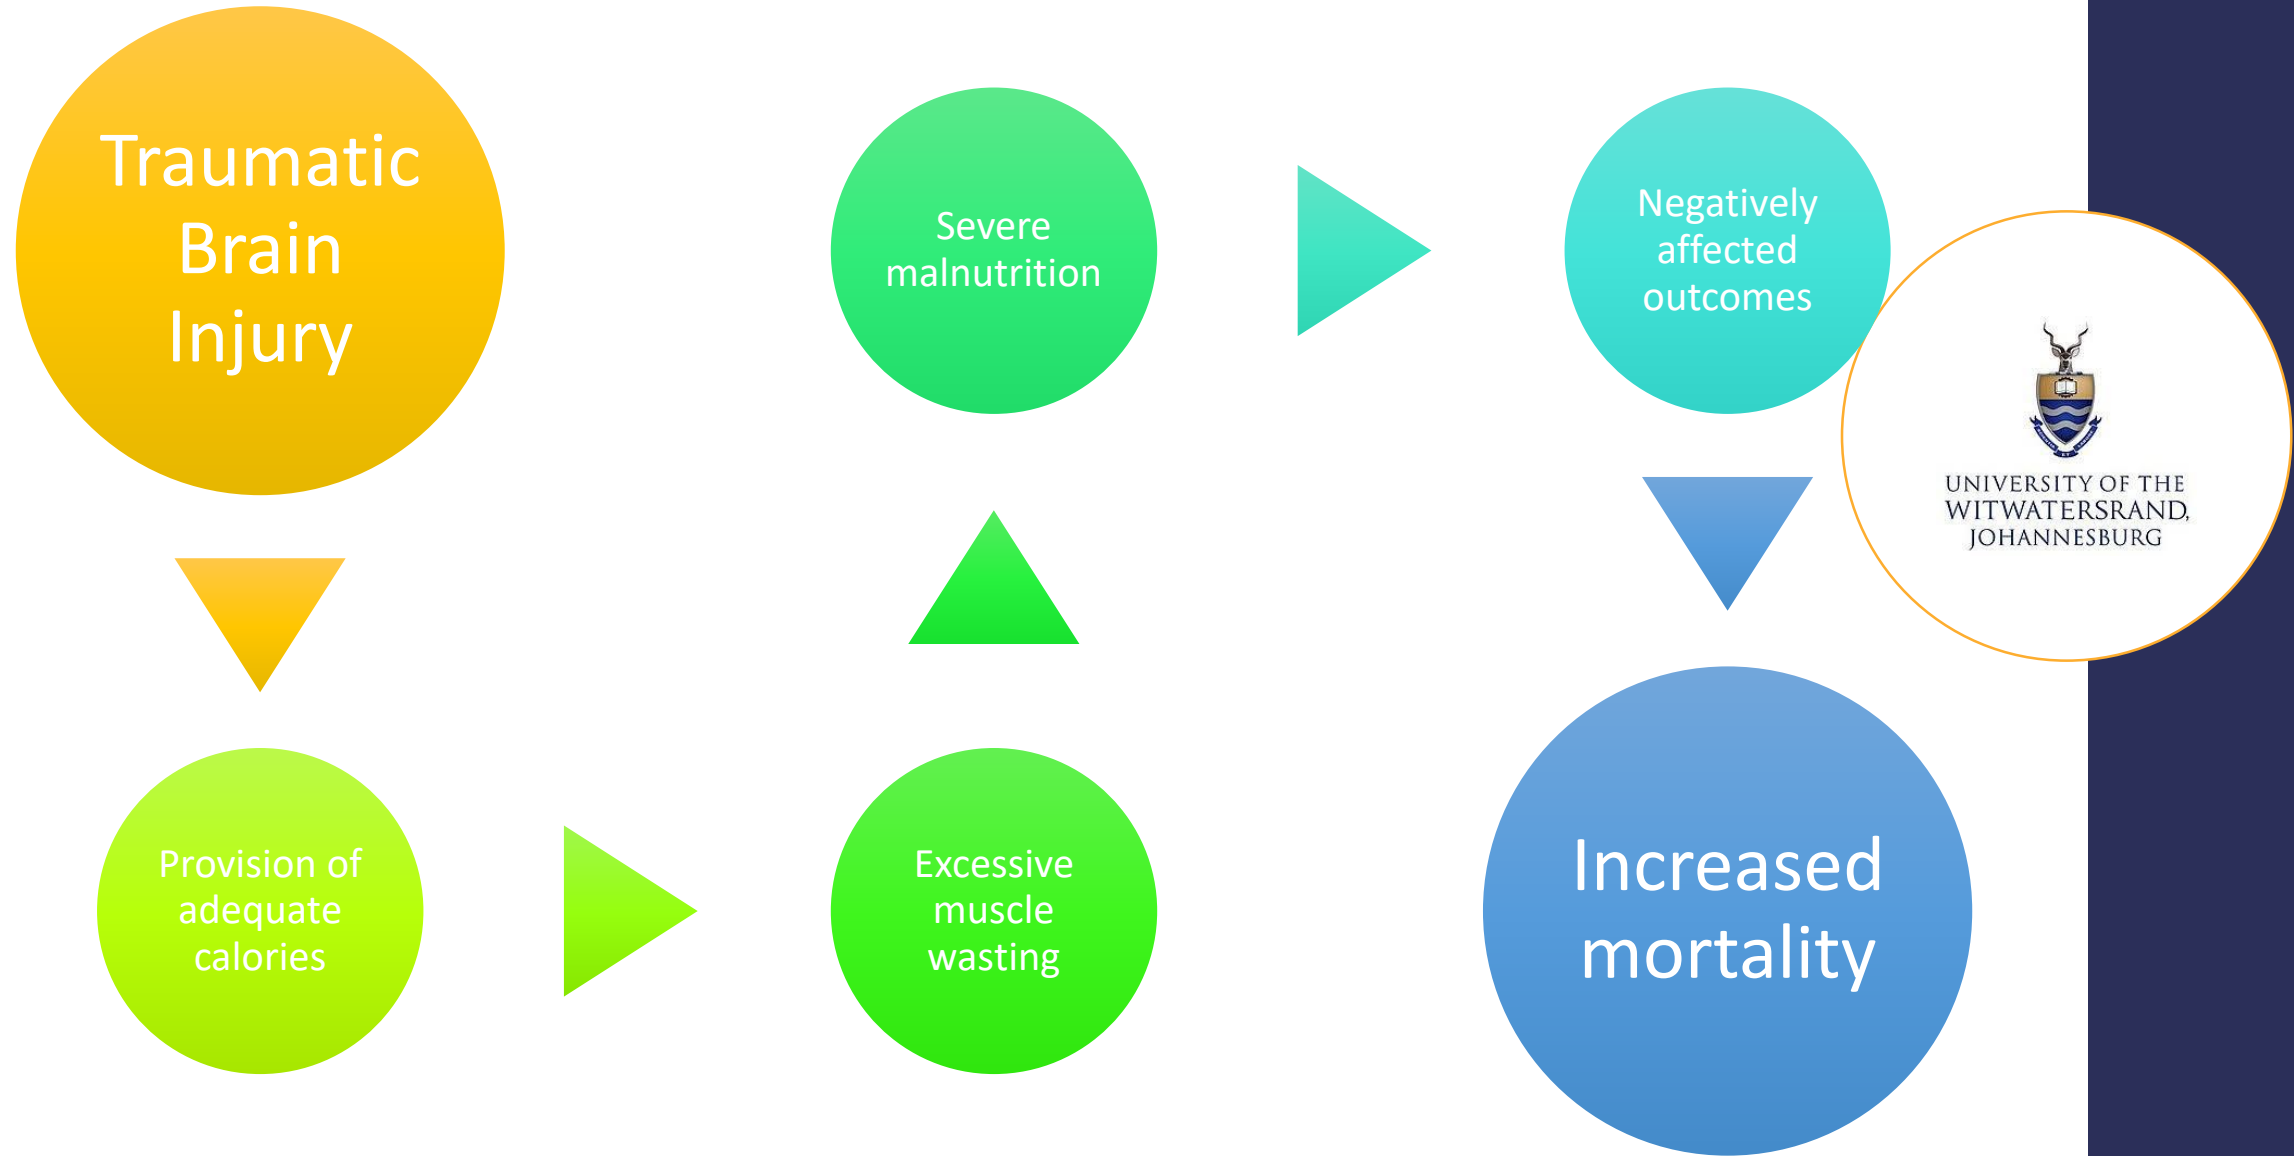 Traumatic
Brain
Injury
Provision of
adequate
calories
Excessive
muscle
wasting
Severe
malnutrition
Negatively
affected
outcomes
Increased
mortality
UNIVERSITY OF THE
WITWATERSRAND,
JOHANNESBURG